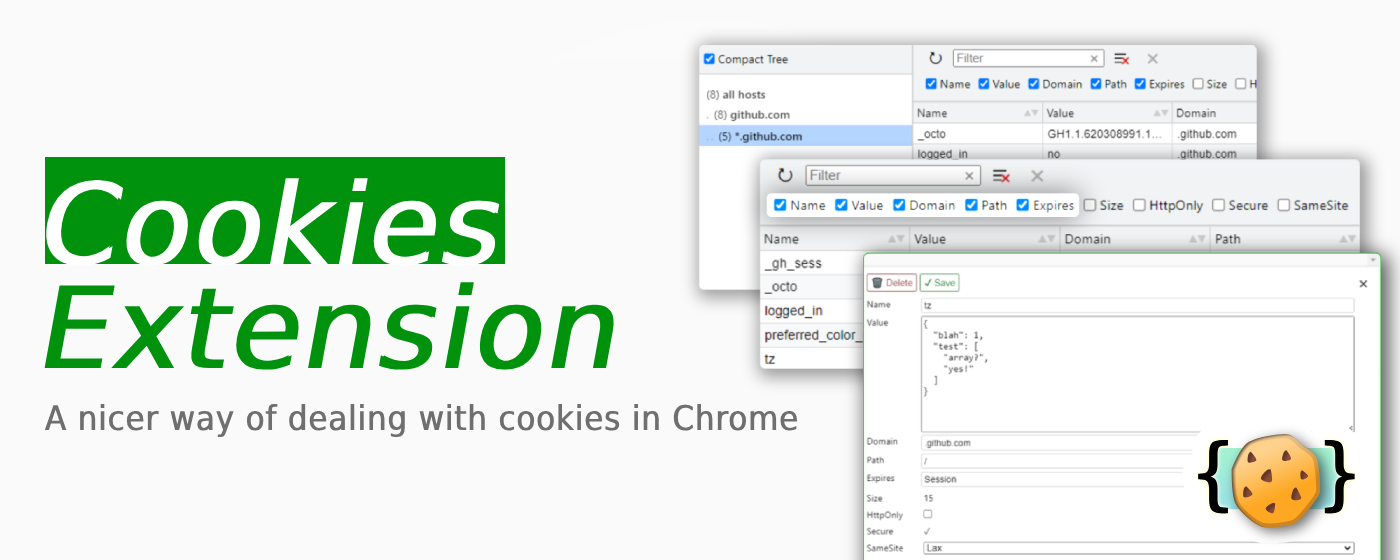 Cookies
Extension
A nicer way of dealing with cookies in Chrome
Compact Tree
(8) all hosts
. (8) github.com
.. (5) *.github.com
Filter
Name Value Domain Path Expires Size H
Name Value Domain
_octo GH1.1.620308991.1... .github.com
logged_in no .github.com
Filter
Name Value Domain Path Expires Size HttpOnly Secure SameSite
Name Value Domain Path
_gh_sess
_octo
logged_in
preferred_color_
tz
Delete Save
Name tz
Value {
"blah": 1,
"test": [
"array?",
"yes!"
]
}
Domain github.com
Path /
Expires Session
Size 15
HttpOnly
Secure ✓
SameSite Lax
{ }